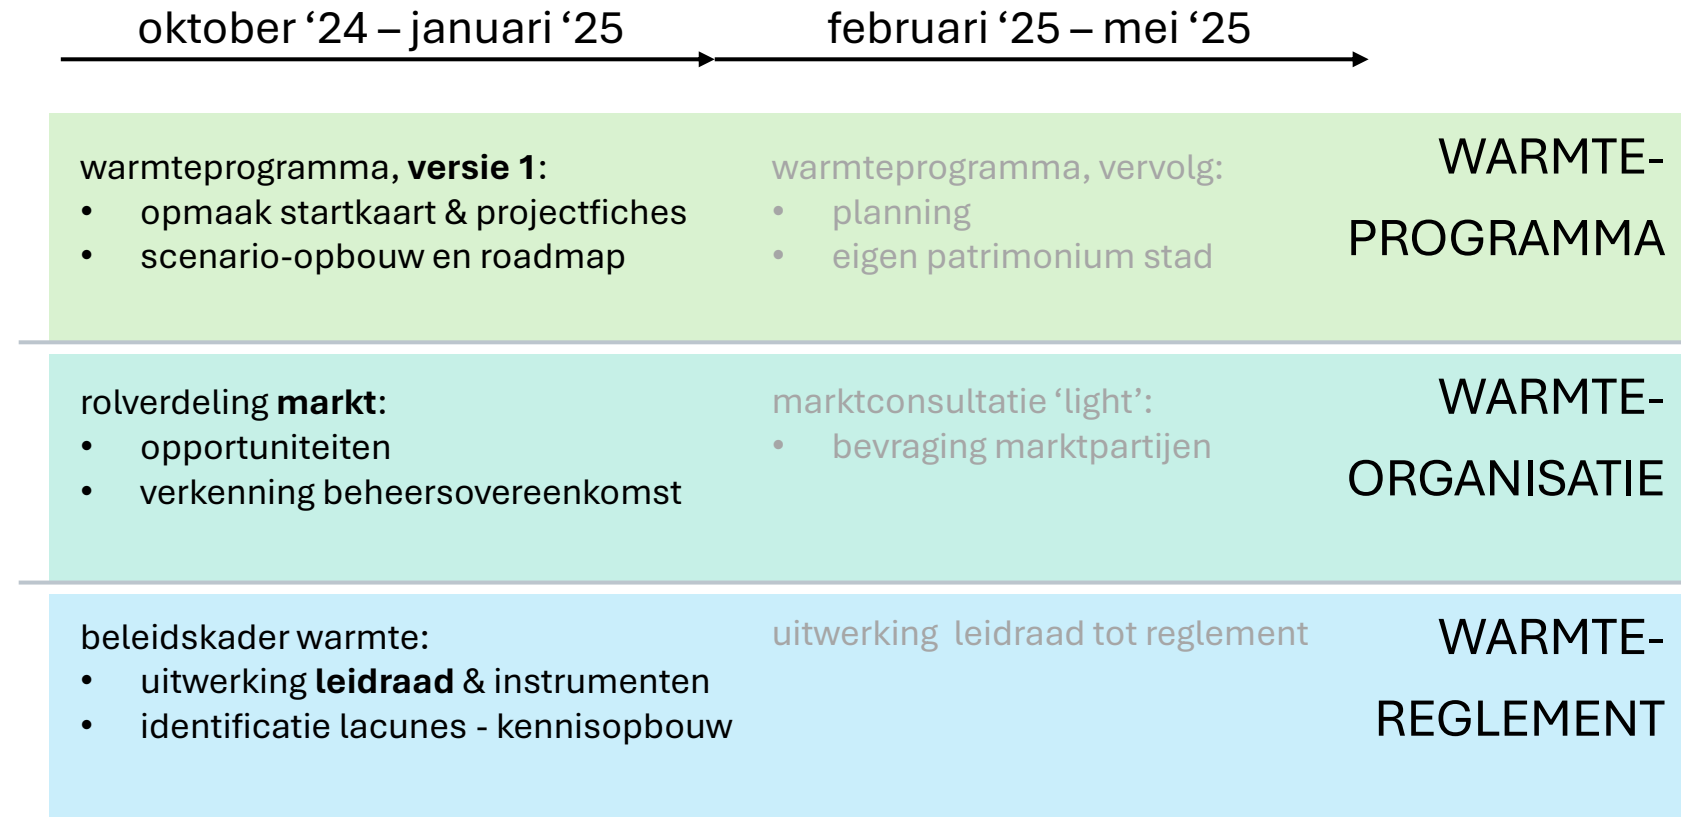 oktober ‘24 – januari ‘25
februari ‘25 – mei ‘25
warmteprogramma, versie 1:
• opmaak startkaart & projectfiches
• scenario-opbouw en roadmap
warmteprogramma, vervolg:
• planning
• eigen patrimonium stad
WARMTE-
PROGRAMMA
rolverdeling markt:
• opportuniteiten
• verkenning beheersovereenkomst
marktconsultatie ‘light’:
• bevraging marktpartijen
WARMTE-
ORGANISATIE
beleidskader warmte:
• uitwerking leidraad & instrumenten
• identificatie lacunes - kennisopbouw
uitwerking leidraad tot reglement
WARMTE-
REGLEMENT